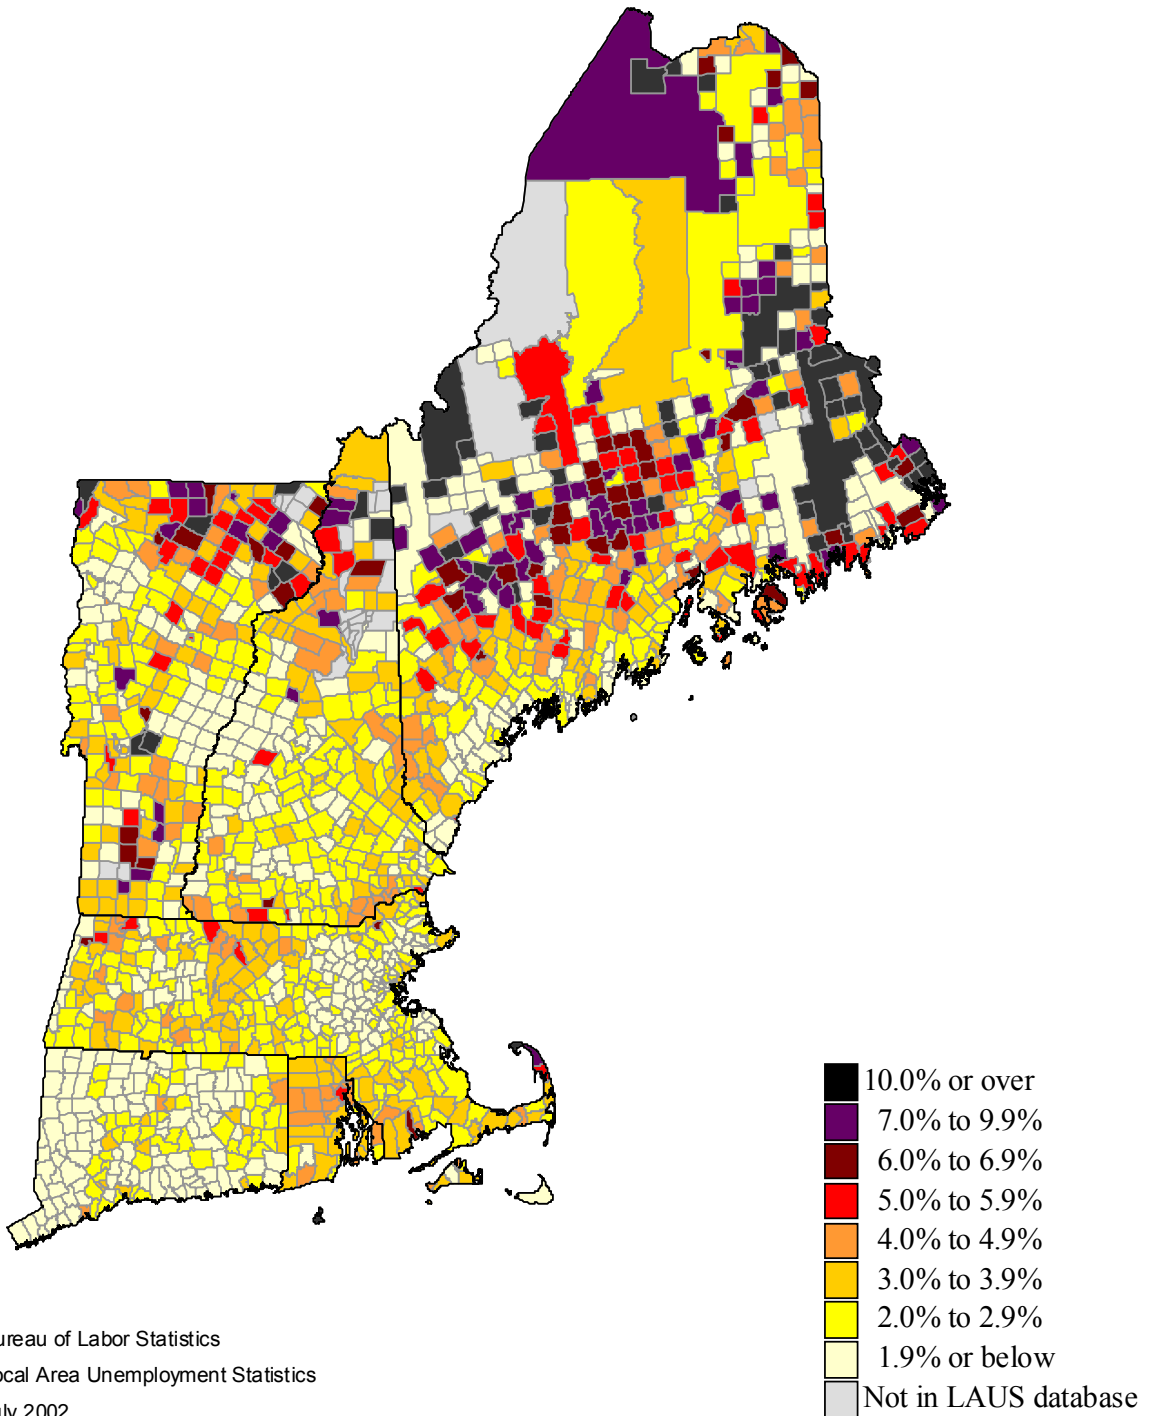 10.0% or over
7.0% to 9.9%
6.0% to 6.9%
5.0% to 5.9%
4.0% to 4.9%
3.0% to 3.9%
2.0% to 2.9%
1.9% or below
Not in LAUS database
ureau of Labor Statistics
ocal Area Unemployment Statistics
uly 2002